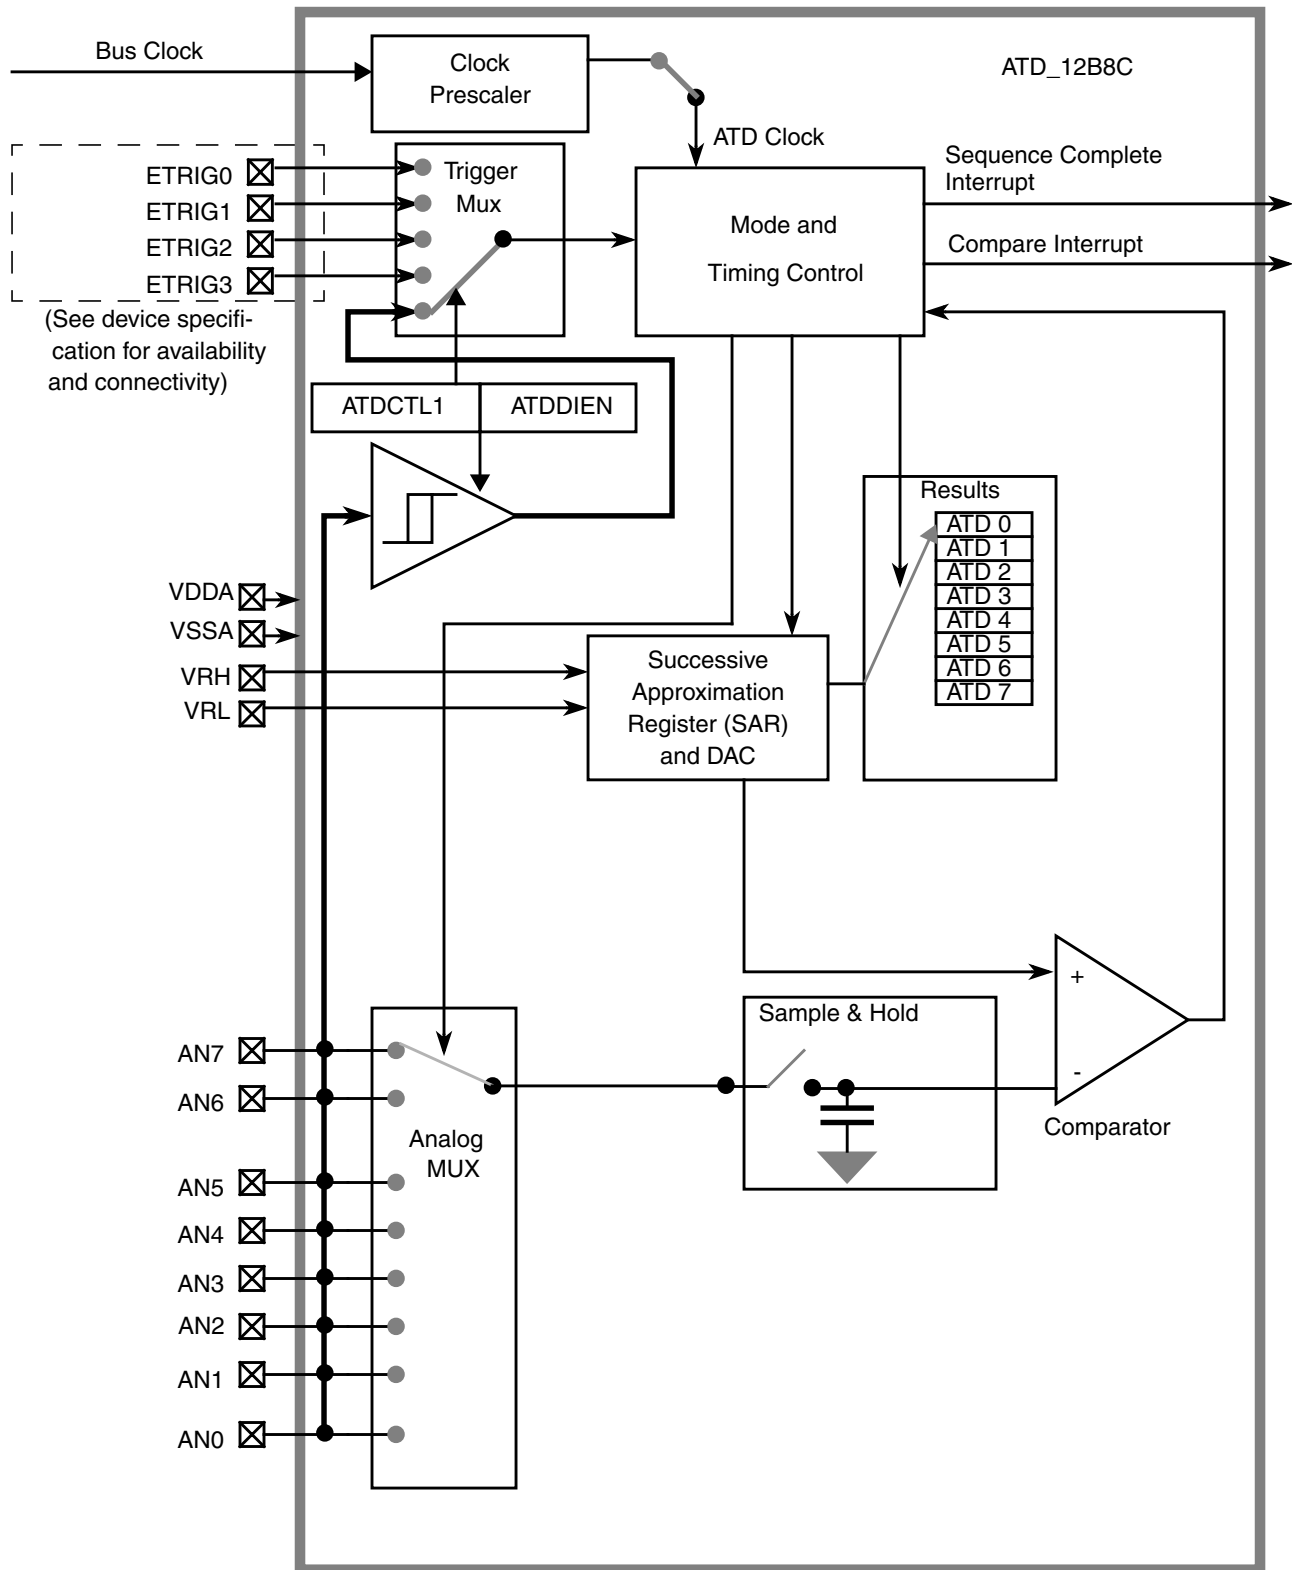 Bus Clock
Clock
Prescaler
ATD_12B8C
ATD Clock
ETRIG0
ETRIG1
ETRIG2
ETRIG3
(See device specifi-
cation for availability
and connectivity)
Trigger
Mux
Mode and
Timing Control
Sequence Complete
Interrupt
Compare Interrupt
ATDCTL1
ATDDIEN
Results
ATD 0
ATD 1
ATD 2
ATD 3
ATD 4
ATD 5
ATD 6
ATD 7
VDDA
VSSA
VRH
VRL
Successive
Approximation
Register (SAR)
and DAC
Sample & Hold
+
-
Comparator
AN7
AN6
AN5
AN4
AN3
AN2
AN1
AN0
Analog
MUX